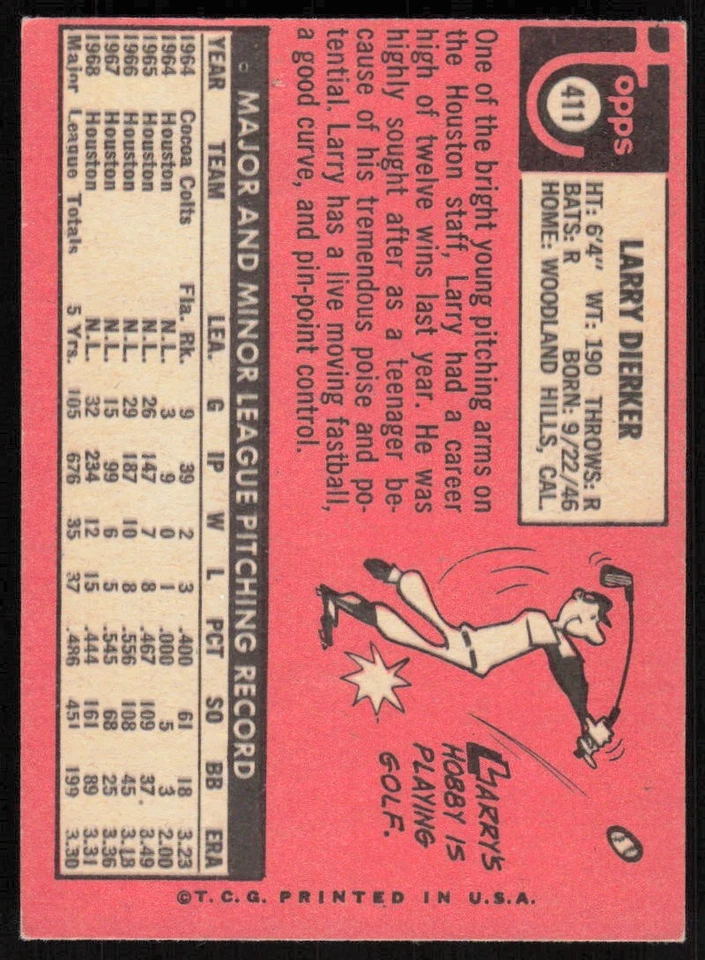 Topps
411
LARRY DIERKER
HT: 6'4" WT: 190 THROWS: R
BATS: R BORN: 9/22/46
HOME: WOODLAND HILLS, CAL.
One of the bright young pitching arms on
the Houston staff, Larry had a career
high of twelve wins last year. He was
highly sought after as a teenager be-
cause of his tremendous poise and po-
tential. Larry has a live moving fastball,
a good curve, and pin-point control.
LARRY'S
HOBBY IS
PLAYING
GOLF.
MAJOR AND MINOR LEAGUE PITCHING RECORD
YEAR TEAM LEA. G IP W L PCT SO BB ERA
1964 Cocoa Colts Fla. Rk. 9 39 2 3 .400 61 18 3.23
1964 Houston N.L. 3 9 0 1 .000 5 3 2.00
1965 Houston N.L. 26 147 7 8 .467 109 37 3.49
1966 Houston N.L. 29 187 10 8 .556 108 45 3.18
1967 Houston N.L. 15 99 6 5 .545 68 25 3.36
1968 Houston N.L. 32 234 12 15 .444 161 89 3.31
Major League Totals 5 Yrs. 105 676 35 37 .486 451 199 3.30
©T.C.G. PRINTED IN U.S.A.